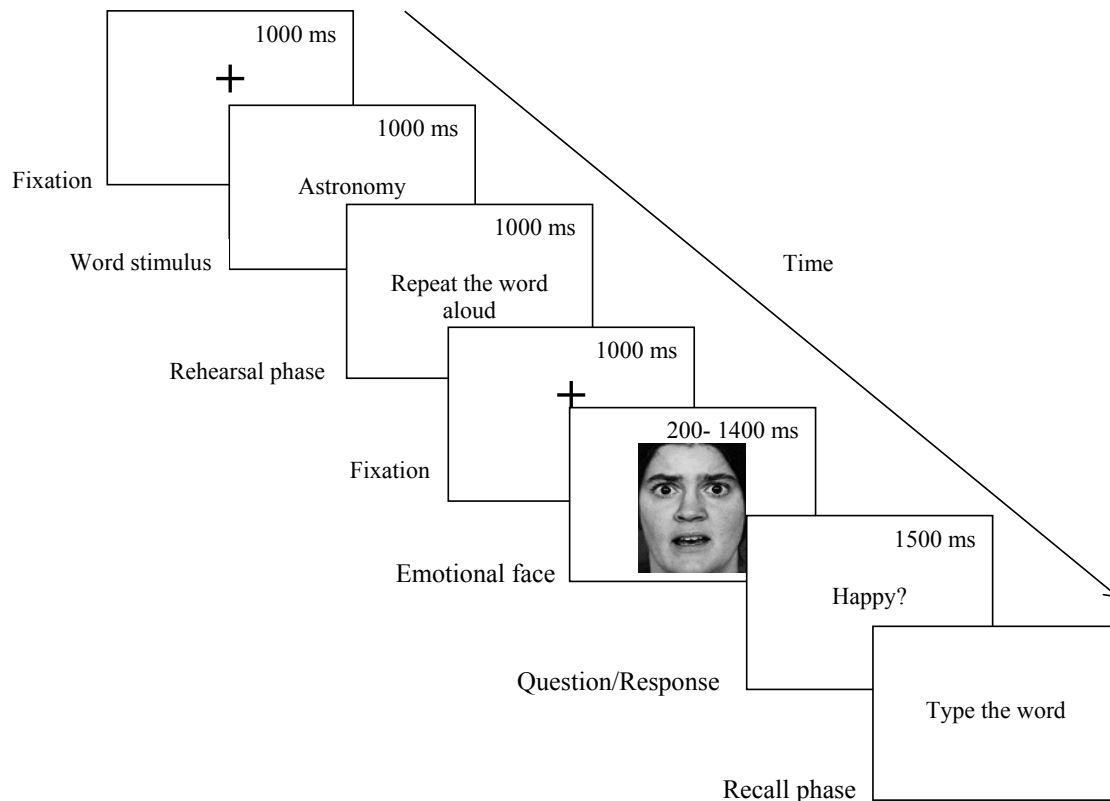 1000 ms
Fixation
1000 ms
Astronomy
Word stimulus
1000 ms
Repeat the word
aloud
Rehearsal phase
Time
1000 ms
Fixation
200- 1400 ms
Emotional face
1500 ms
Happy?
Question/Response
Type the word
Recall phase